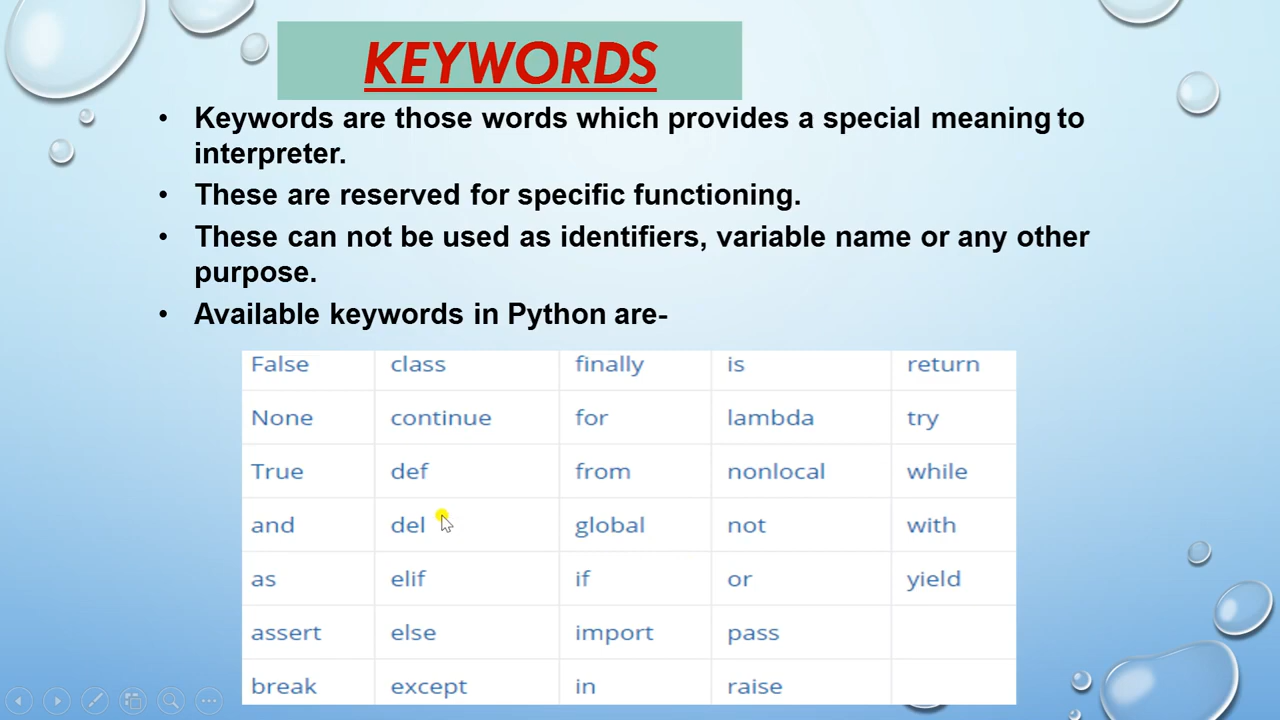 KEYWORDS
• Keywords are those words which provides a special meaning to
interpreter.
• These are reserved for specific functioning.
• These can not be used as identifiers, variable name or any other
purpose.
• Available keywords in Python are-
False class finally is return
None continue for lambda try
True def from nonlocal while
and del global not with
as elif if or yield
assert else import pass
break except in raise